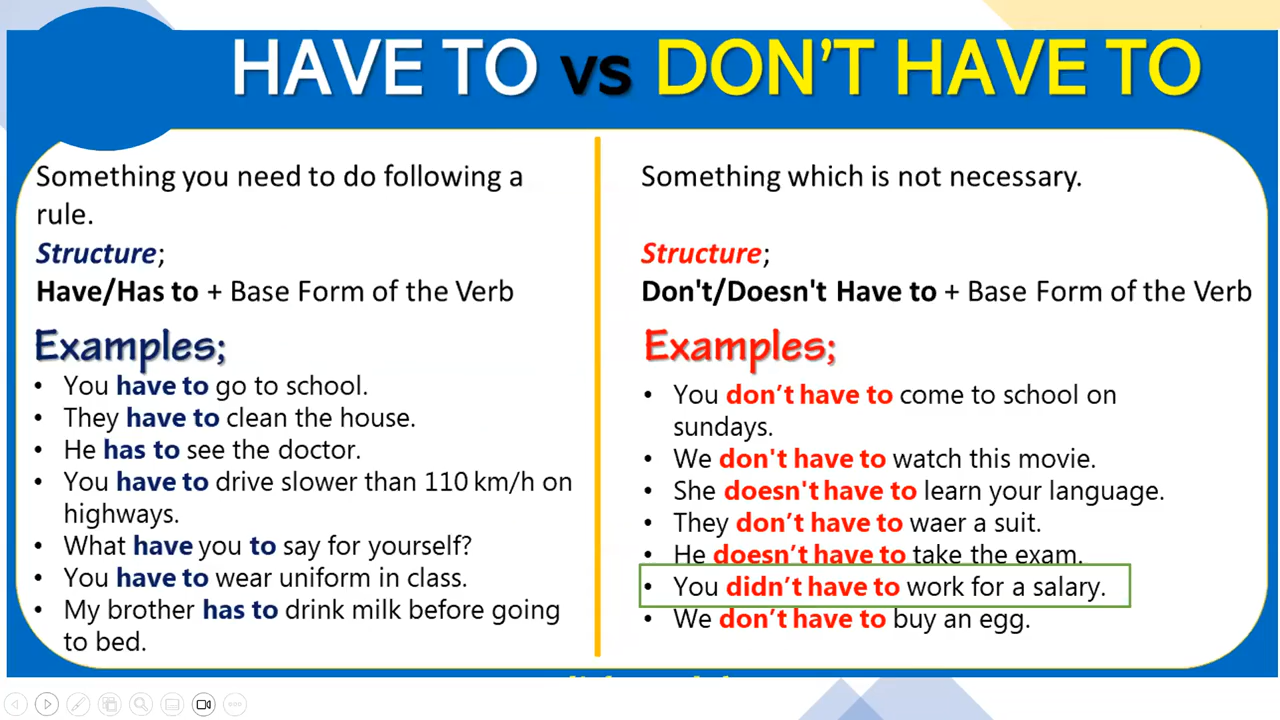 HAVE TO vs DON'T HAVE TO
Something you need to do following a
rule.
Structure;
Have/Has to + Base Form of the Verb
Examples;
• You have to go to school.
• They have to clean the house.
• He has to see the doctor.
• You have to drive slower than 110 km/h on
highways.
• What have you to say for yourself?
• You have to wear uniform in class.
• My brother has to drink milk before going
to bed.
Something which is not necessary.
Structure;
Don't/Doesn't Have to + Base Form of the Verb
Examples;
• You don’t have to come to school on
sundays.
• We don't have to watch this movie.
• She doesn't have to learn your language.
• They don’t have to waer a suit.
• He doesn’t have to take the exam.
• You didn’t have to work for a salary.
• We don’t have to buy an egg.